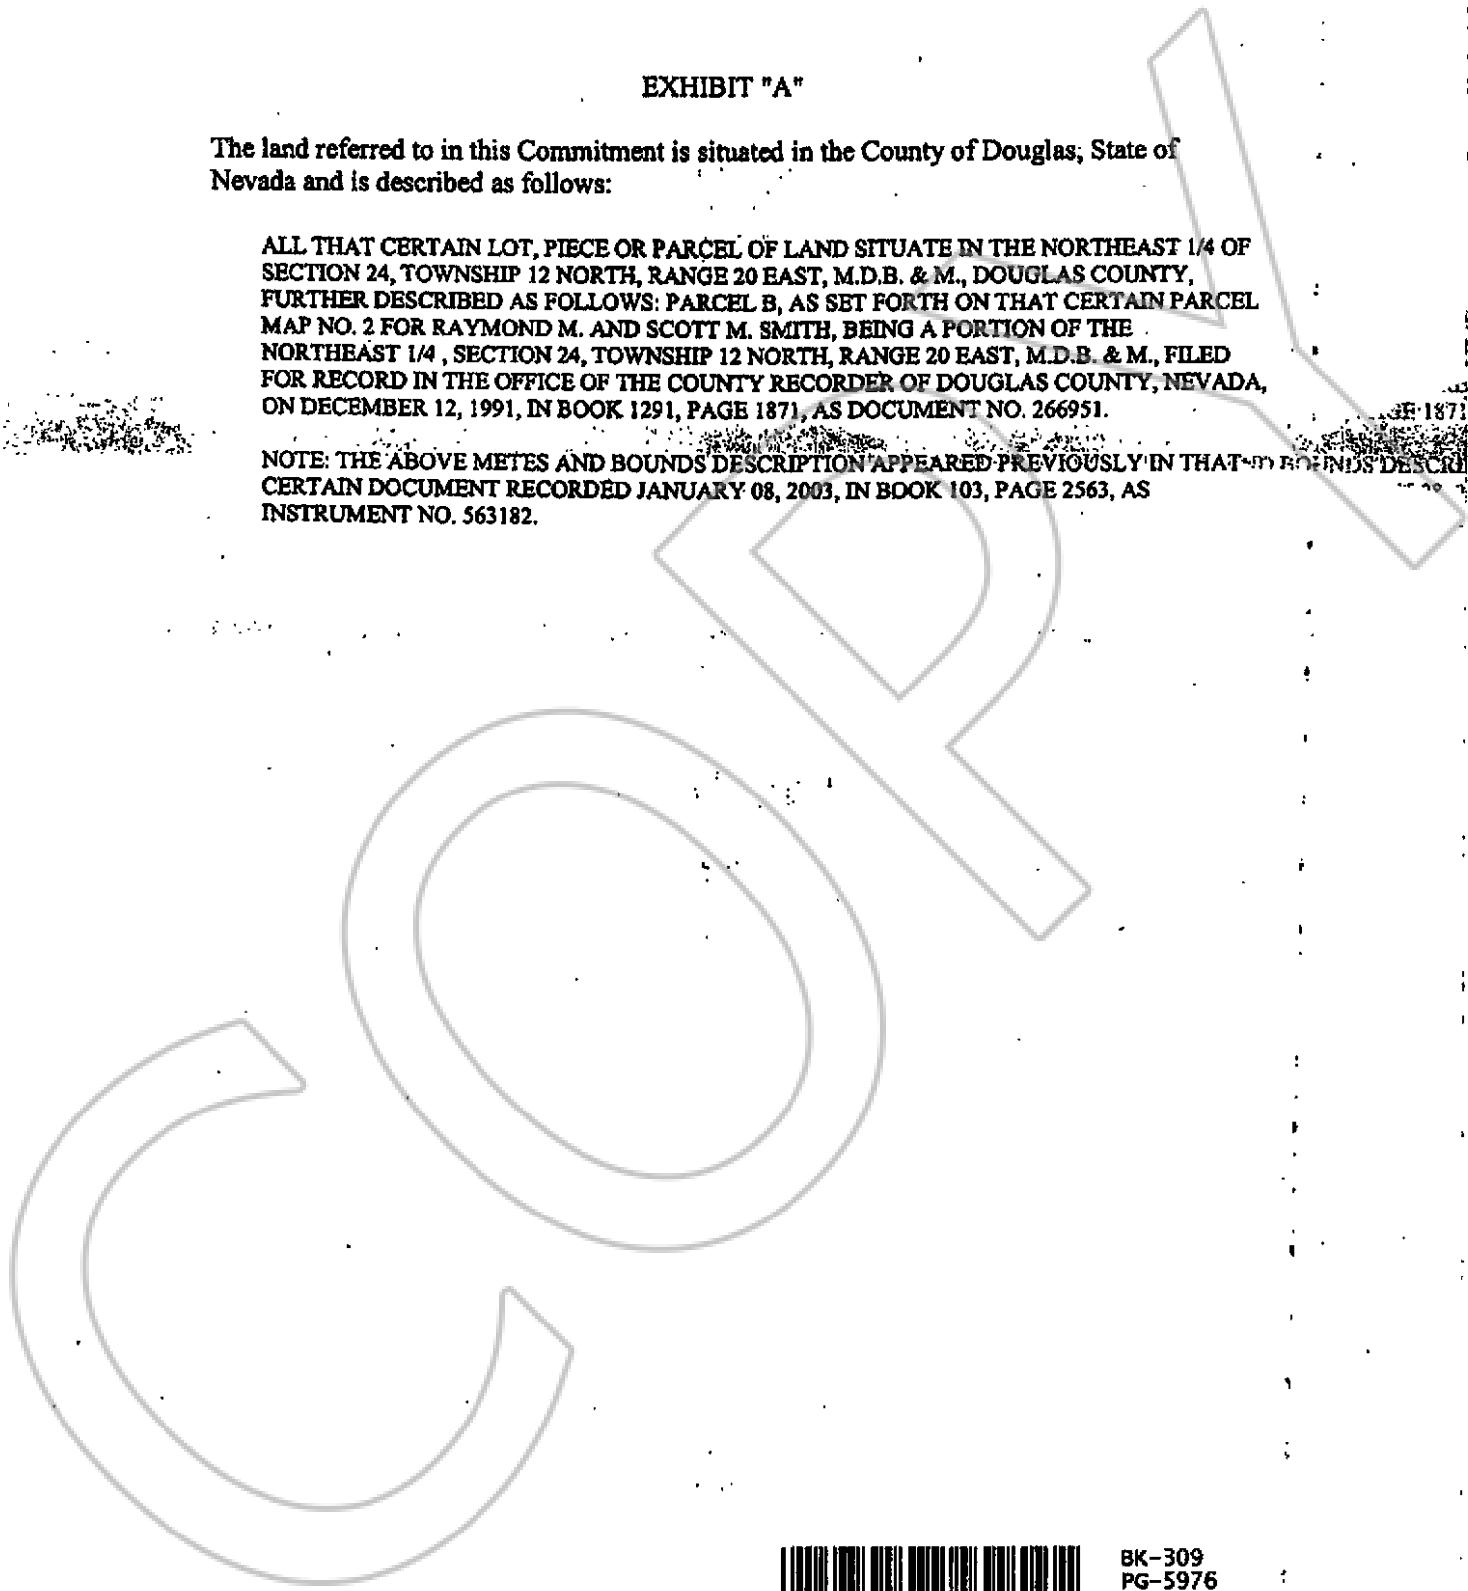 EXHIBIT "A"
The land referred to in this Commitment is situated in the County of Douglas, State of
Nevada and is described as follows:
ALL THAT CERTAIN LOT, PIECE OR PARCEL OF LAND SITUATE IN THE NORTHEAST 1/4 OF
SECTION 24, TOWNSHIP 12 NORTH, RANGE 20 EAST, M.D.B. & M., DOUGLAS COUNTY,
FURTHER DESCRIBED AS FOLLOWS: PARCEL B, AS SET FORTH ON THAT CERTAIN PARCEL
MAP NO. 2 FOR RAYMOND M. AND SCOTT M. SMITH, BEING A PORTION OF THE
NORTHEAST 1/4 , SECTION 24, TOWNSHIP 12 NORTH, RANGE 20 EAST, M.D.B. & M., FILED
FOR RECORD IN THE OFFICE OF THE COUNTY RECORDER OF DOUGLAS COUNTY, NEVADA,
ON DECEMBER 12, 1991, IN BOOK 1291, PAGE 1871, AS DOCUMENT NO. 266951.
GE 1871
NOTE: THE ABOVE METES AND BOUNDS DESCRIPTION APPEARED PREVIOUSLY IN THAT
CERTAIN DOCUMENT RECORDED JANUARY 08, 2003, IN BOOK 103, PAGE 2563, AS
INSTRUMENT NO. 563182.
COPY
BK-309
PG-5976